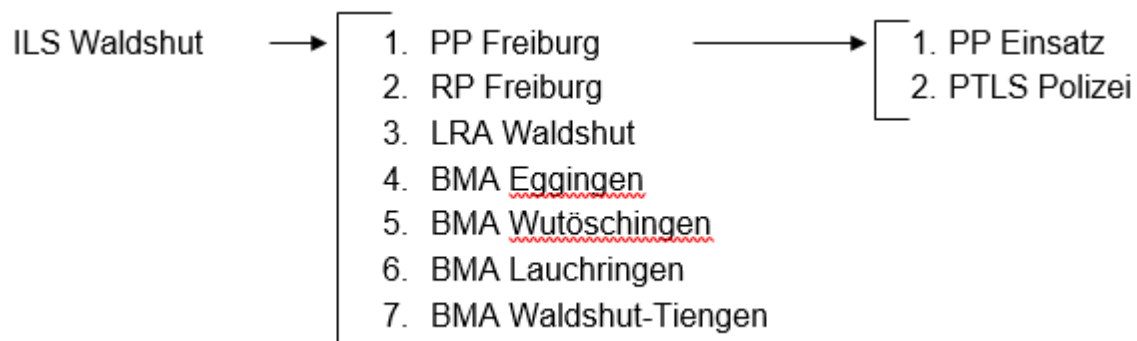 ILS Waldshut
1. PP Freiburg
2. RP Freiburg
3. LRA Waldshut
4. BMA Eggingen
5. BMA Wutöschingen
6. BMA Lauchringen
7. BMA Waldshut-Tiengen
1. PP Einsatz
2. PTLS Polizei